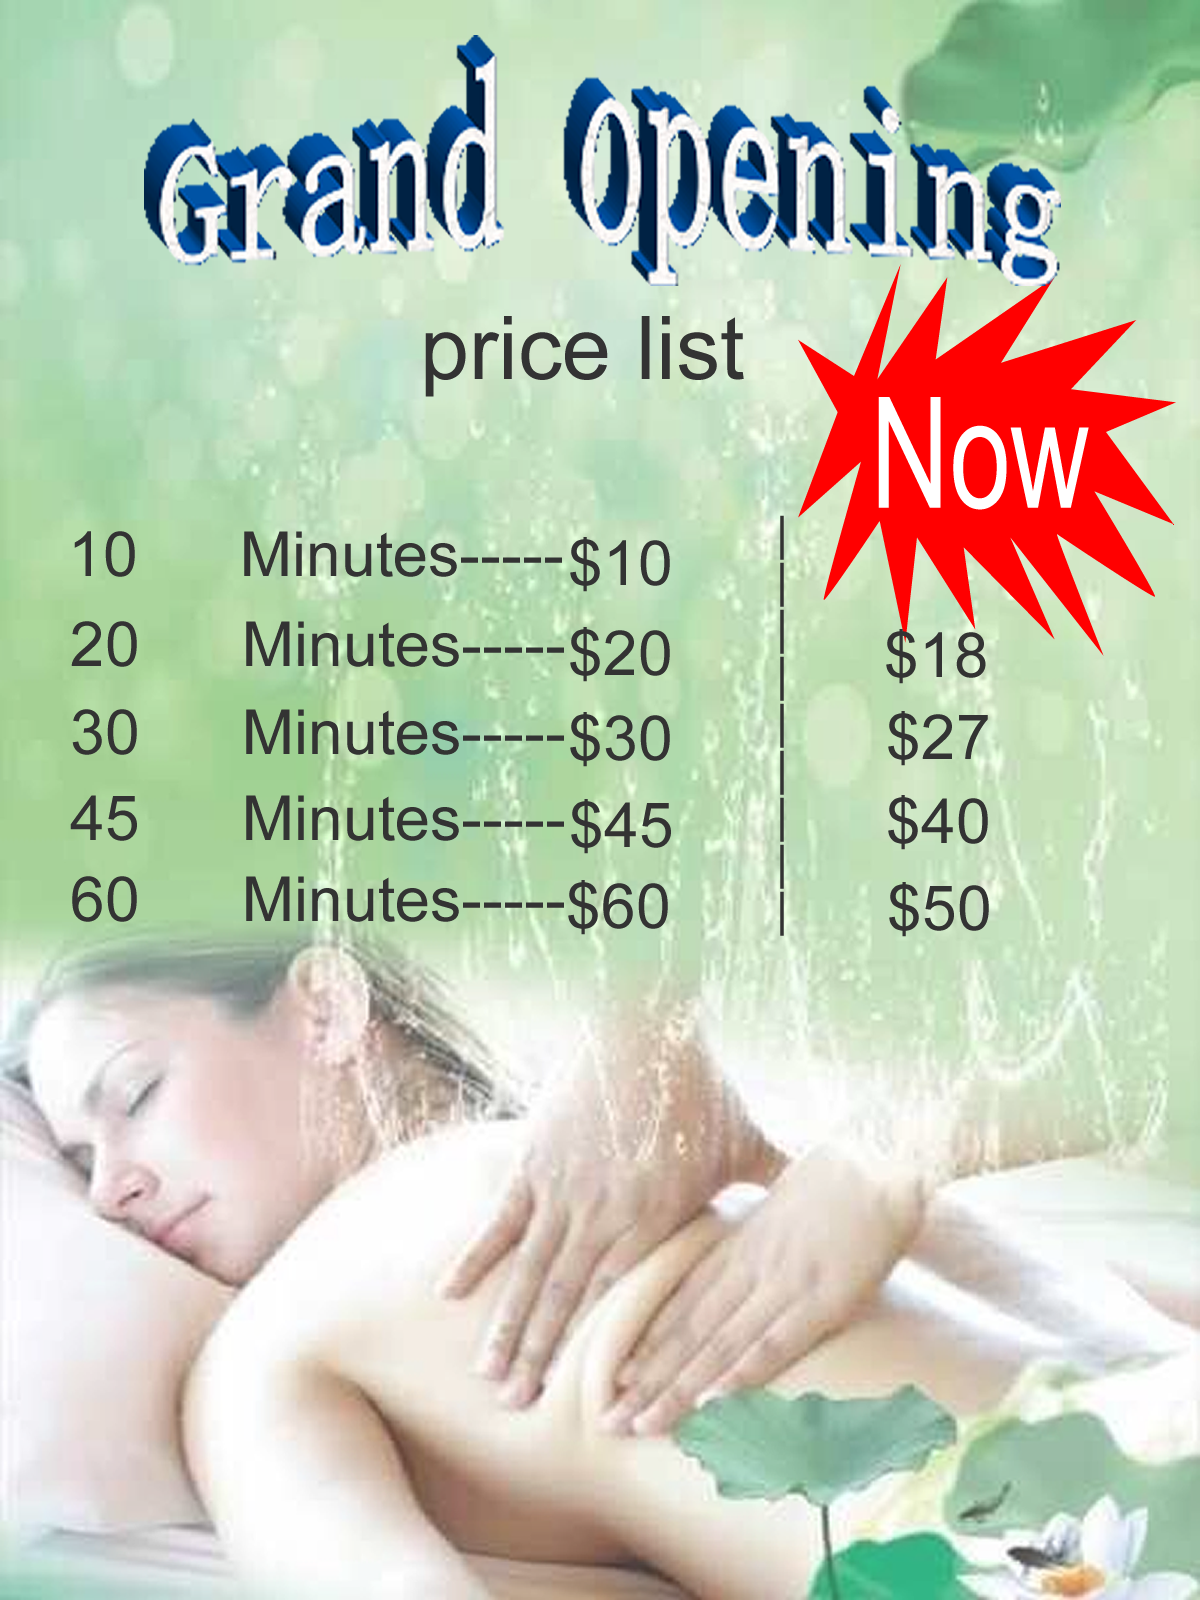 Grand Opening
price list
Now
10 Minutes-----$10
20 Minutes-----$20 | $18
30 Minutes-----$30 | $27
45 Minutes-----$45 | $40
60 Minutes-----$60 | $50